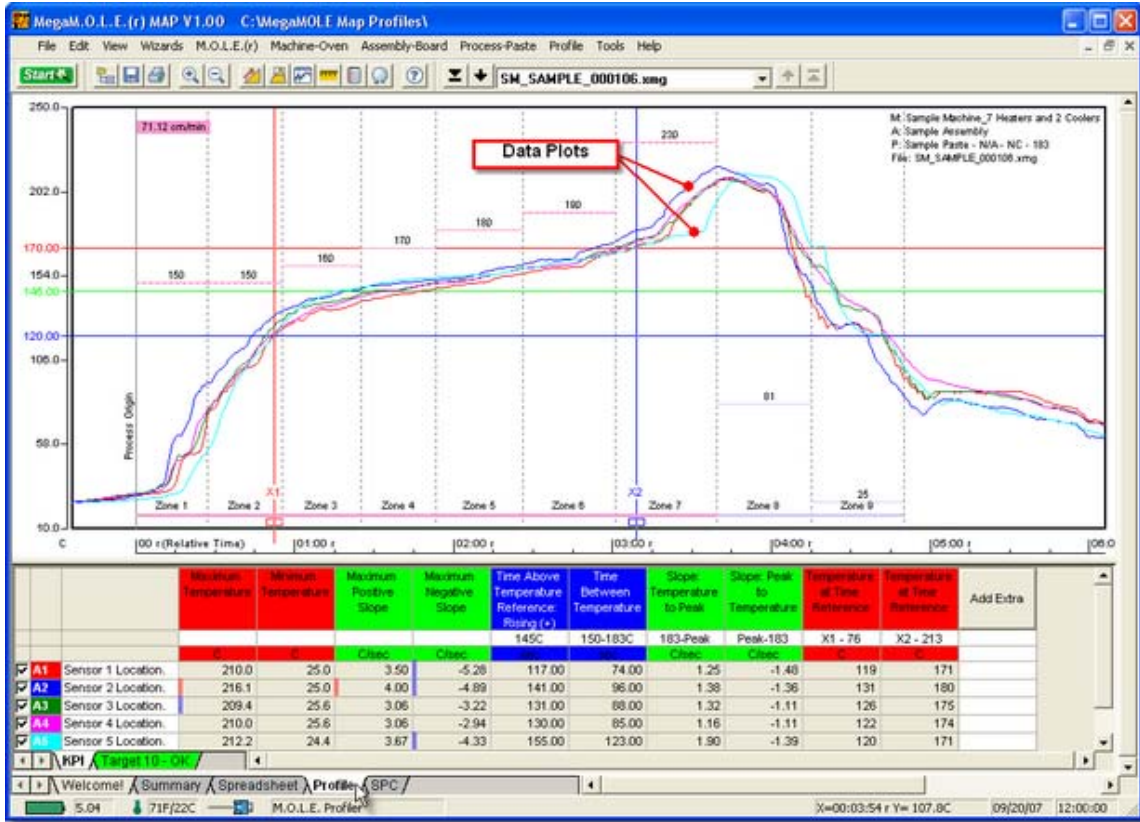 MegaM.O.L.E.(r) MAP V1.00 C:\MegaMOLE Map Profiles\
File Edit View Wizards M.O.L.E.(r) Machine-Oven Assembly-Board Process-Paste Profile Tools Help
Start SM_SAMPLE_000106.xmg
250.0
71.12 cm/min
230
M: Sample Machine_7 Heaters and 2 Coolers
A: Sample Assembly
P: Sample Paste - N/A - NC - 183
File: SM_SAMPLE_000106.xmg
Data Plots
202.0
190
180
170
170.00
160
154.0
150 150
145.00
120.00
106.0
81
Process Origin
58.0
X1 X2
25
Zone 1 Zone 2 Zone 3 Zone 4 Zone 5 Zone 6 Zone 7 Zone 8 Zone 9
10.0
C 00 r(Relative Time) 01:00 r 02:00 r 03:00 r 04:00 r 05:00 r 06:0
Maximum Temperature Minimum Temperature Maximum Positive Slope Maximum Negative Slope Time Above Temperature Reference: Rising (+) Time Between Temperature Slope: Temperature to Peak Slope: Peak to Temperature Temperature at Time Reference Temperature at Time Reference Add Extra
145C 150-183C 183-Peak Peak-183 X1 - 76 X2 - 213
C C C/sec C/sec C/sec C/sec C C
A1 Sensor 1 Location. 210.0 25.0 3.50 -5.28 117.00 74.00 1.25 -1.48 119 171
A2 Sensor 2 Location. 216.1 25.0 4.00 -4.89 141.00 96.00 1.38 -1.36 131 180
A3 Sensor 3 Location. 209.4 25.6 3.06 -3.22 131.00 88.00 1.32 -1.11 126 175
A4 Sensor 4 Location. 210.0 25.6 3.06 -2.94 130.00 85.00 1.16 -1.11 122 174
A5 Sensor 5 Location. 212.2 24.4 3.67 -4.33 155.00 123.00 1.90 -1.39 120 171
KPI Target 10 - OK
Welcome! Summary Spreadsheet Profile SPC
5.04 71F/22C M.O.L.E. Profiler X=00:03:54 r Y= 107.8C 09/20/07 12:00:00